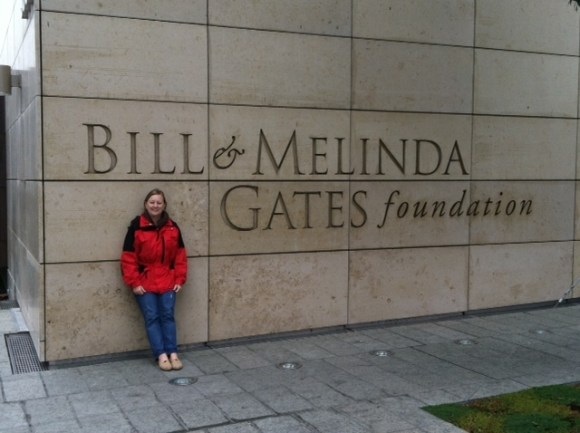 BILL & MELINDA
GATES foundation